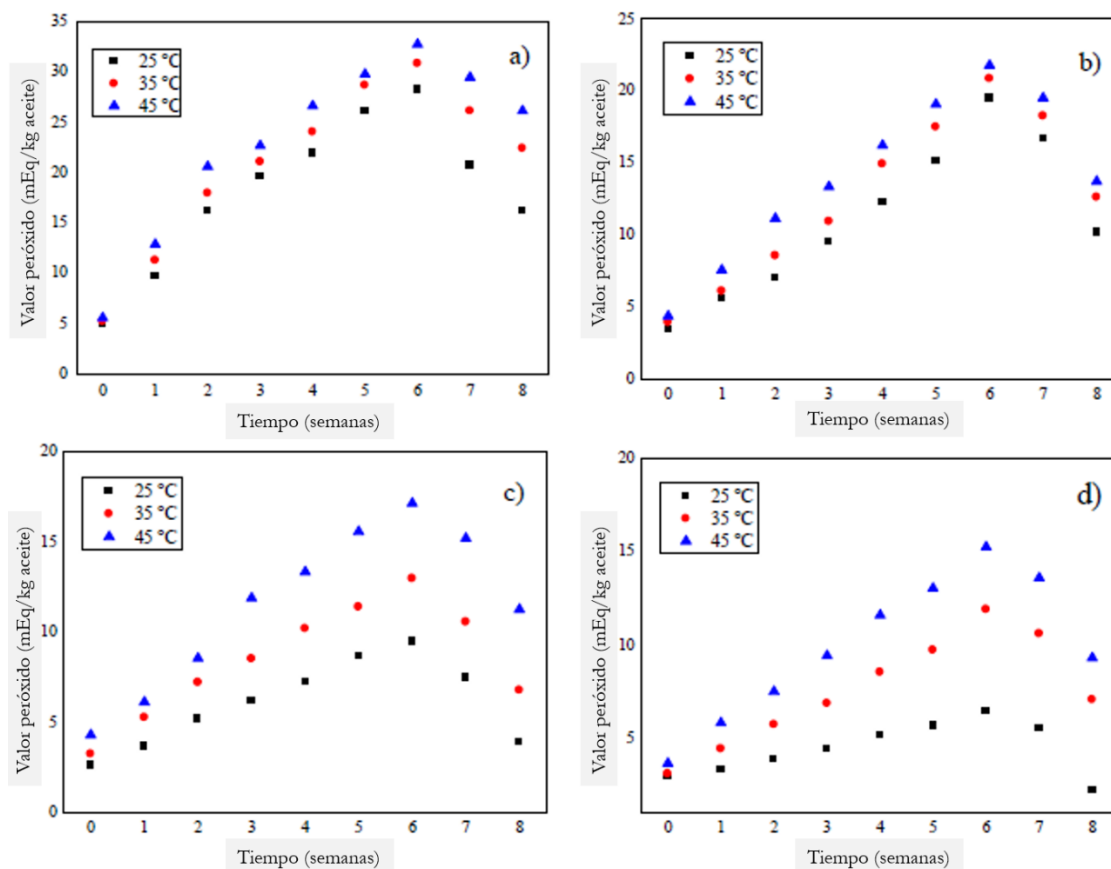 35
30
25
20
15
10
5
0
Valor peróxido (mEq/kg aceite)
25 °C
35 °C
45 °C
a)
0 1 2 3 4 5 6 7 8
Tiempo (semanas)
25
20
15
10
5
0
Valor peróxido (mEq/kg aceite)
25 °C
35 °C
45 °C
b)
0 1 2 3 4 5 6 7 8
Tiempo (semanas)
20
15
10
5
0
Valor peróxido (mEq/kg aceite)
25 °C
35 °C
45 °C
c)
0 1 2 3 4 5 6 7 8
Tiempo (semanas)
20
15
10
5
Valor peróxido (mEq/kg aceite)
25 °C
35 °C
45 °C
d)
0 1 2 3 4 5 6 7 8
Tiempo (semanas)